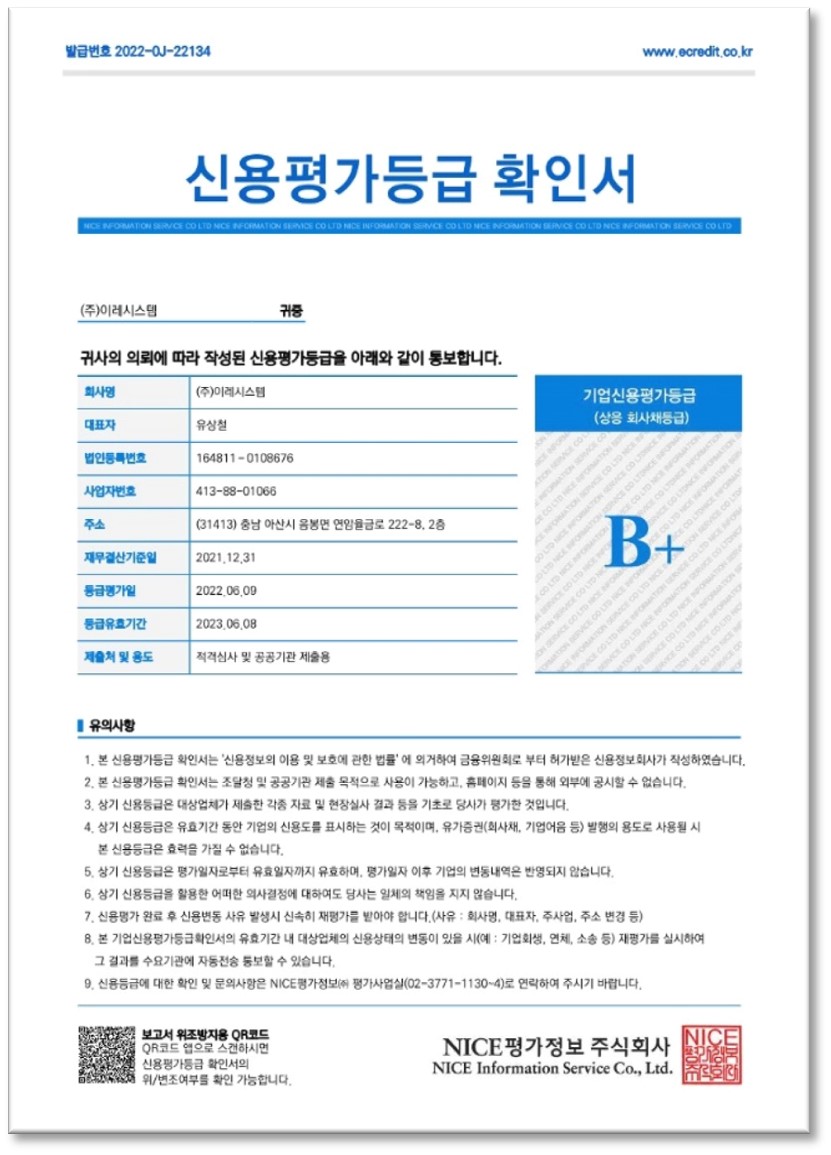 발급번호 2022-0J-22134
www.ecredit.co.kr
신용평가등급 확인서
NICE INFORMATION SERVICE CO LTD NICE INFORMATION SERVICE CO LTD NICE INFORMATION SERVICE CO LTD NICE INFORMATION SERVICE CO LTD NICE INFORMATION SERVICE CO LTD
(주)이레시스템 귀중
귀사의 의뢰에 따라 작성된 신용평가등급을 아래와 같이 통보합니다.
회사명 (주)이레시스템
대표자 유상철
법인등록번호 164811-0108676
사업자번호 413-88-01066
주소 (31413) 충남 아산시 음봉면 연암율금로 222-8, 2층
재무결산기준일 2021.12.31
등급평가일 2022.06.09
등급유효기간 2023.06.08
제출처 및 용도 적격심사 및 공공기관 제출용
기업신용평가등급
(상응 회사채등급)
B+
유의사항
1. 본 신용평가등급 확인서는 '신용정보의 이용 및 보호에 관한 법률' 에 의거하여 금융위원회로 부터 허가받은 신용정보회사가 작성하였습니다.
2. 본 신용평가등급 확인서는 조달청 및 공공기관 제출 목적으로 사용이 가능하고, 홈페이지 등을 통해 외부에 공시할 수 없습니다.
3. 상기 신용등급은 대상업체가 제출한 각종 자료 및 현장실사 결과 등을 기초로 당사가 평가한 것입니다.
4. 상기 신용등급은 유효기간 동안 기업의 신용도를 표시하는 것이 목적이며, 유가증권(회사채, 기업어음 등) 발행의 용도로 사용될 시
본 신용등급은 효력을 가질 수 없습니다.
5. 상기 신용등급은 평가일자로부터 유효일자까지 유효하며, 평가일자 이후 기업의 변동내역은 반영되지 않습니다.
6. 상기 신용등급을 활용한 어떠한 의사결정에 대하여도 당사는 일체의 책임을 지지 않습니다.
7. 신용평가 완료 후 신용변동 사유 발생시 신속히 재평가를 받아야 합니다.(사유 : 회사명, 대표자, 주사업, 주소 변경 등)
8. 본 기업신용평가등급확인서의 유효기간 내 대상업체의 신용상태의 변동이 있을 시(예 : 기업회생, 연체, 소송 등) 재평가를 실시하여
그 결과를 수요기관에 자동전송 통보할 수 있습니다.
9. 신용등급에 대한 확인 및 문의사항은 NICE평가정보㈜ 평가사업실(02-3771-1130~4)로 연락하여 주시기 바랍니다.
보고서 위조방지용 QR코드
QR코드 앱으로 스캔하시면
신용평가등급 확인서의
위/변조여부를 확인 가능합니다.
NICE평가정보 주식회사
NICE Information Service Co., Ltd.
NICE